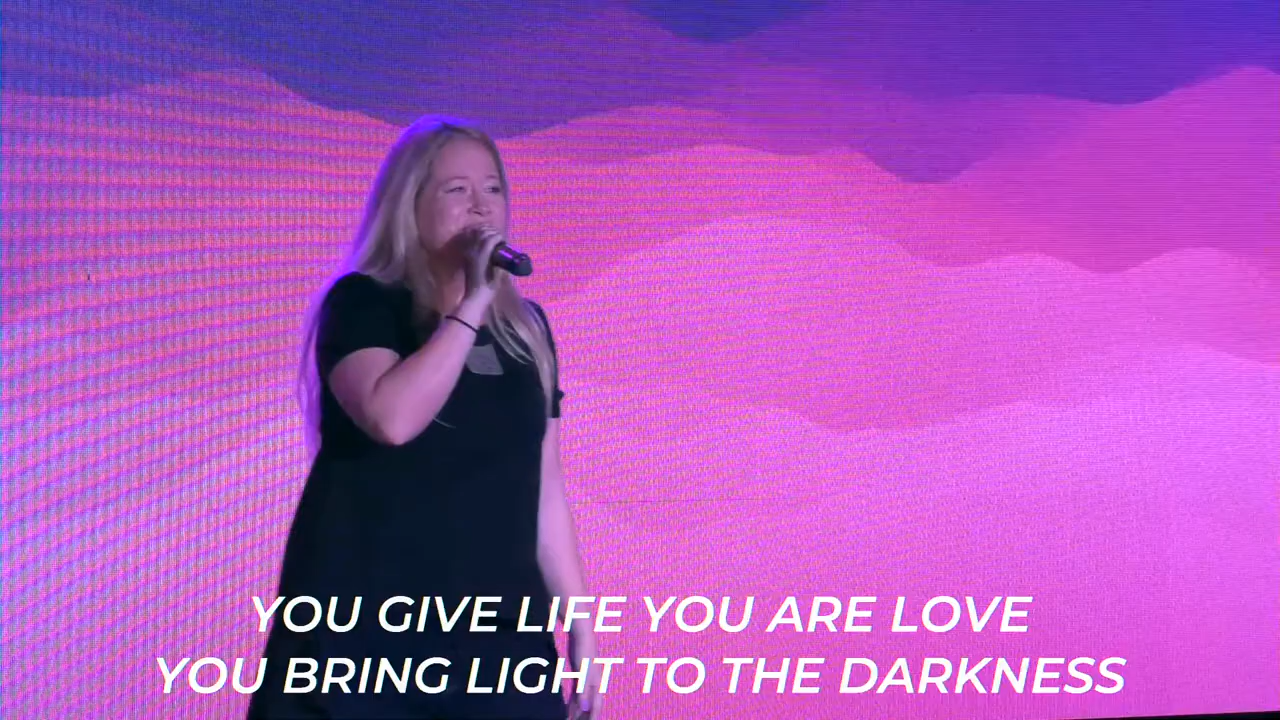 YOU GIVE LIFE YOU ARE LOVE
YOU BRING LIGHT TO THE DARKNESS